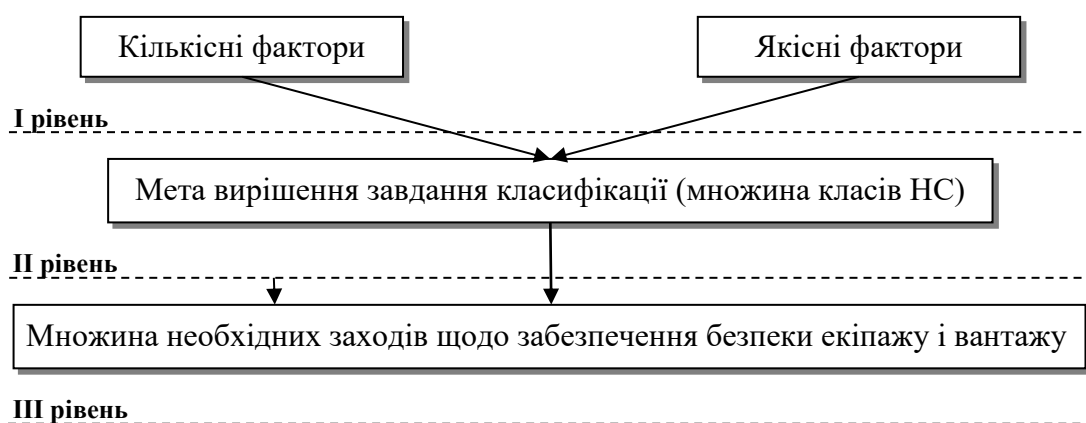 Кількісні фактори
Якісні фактори
І рівень
Мета вирішення завдання класифікації (множина класів НС)
ІІ рівень
Множина необхідних заходів щодо забезпечення безпеки екіпажу і вантажу
ІІІ рівень